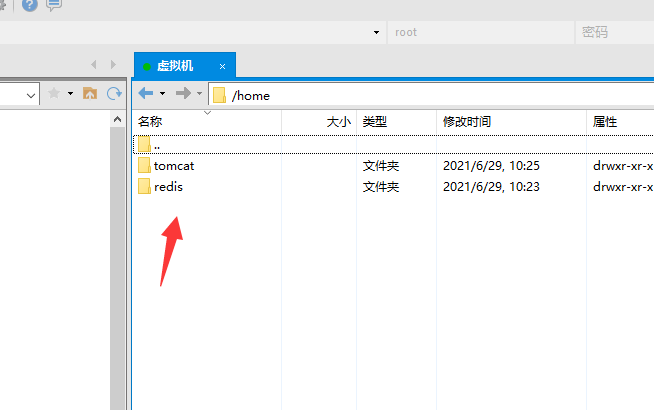 root 密码
虚拟机 ×
/home
名称 大小 类型 修改时间 属性
..
tomcat 文件夹 2021/6/29, 10:25 drwxr-xr-x
redis 文件夹 2021/6/29, 10:23 drwxr-xr-x